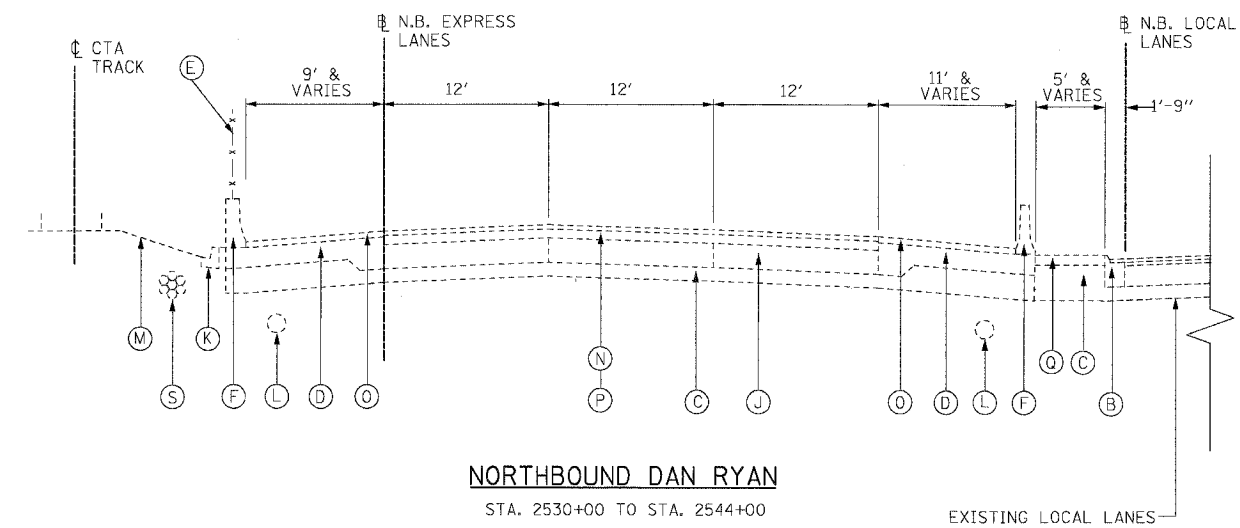 ℄ CTA
TRACK
E
9' &
VARIES
℄ N.B. EXPRESS
LANES
12'
12'
12'
11' &
VARIES
5' &
VARIES
℄ N.B. LOCAL
LANES
1'-9"
M
S
K
F
L
D
O
N
P
C
J
O
D
L
F
Q
C
B
NORTHBOUND DAN RYAN
STA. 2530+00 TO STA. 2544+00
EXISTING LOCAL LANES